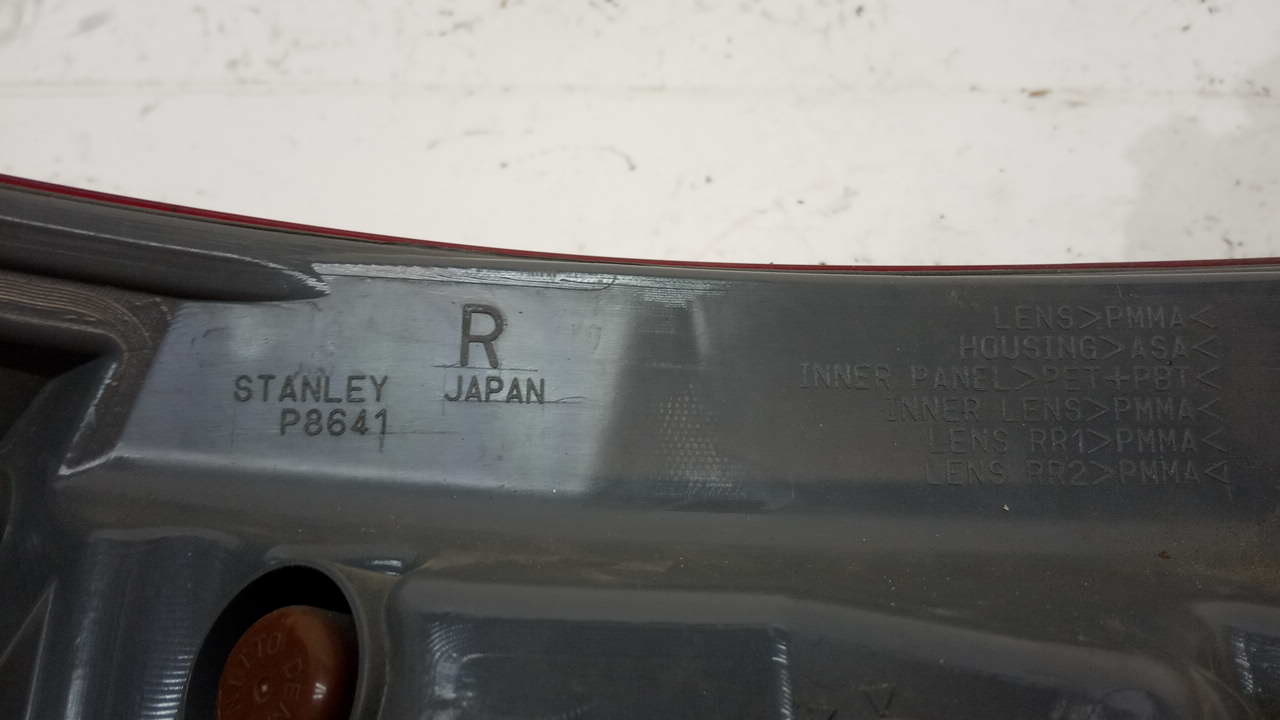 R
STANLEY JAPAN
P8641
LENS>PMMA<
HOUSING>ASA<
INNER PANEL>PET+PBT<
INNER LENS>PMMA<
LENS RR1>PMMA<
LENS RR2>PMMA<